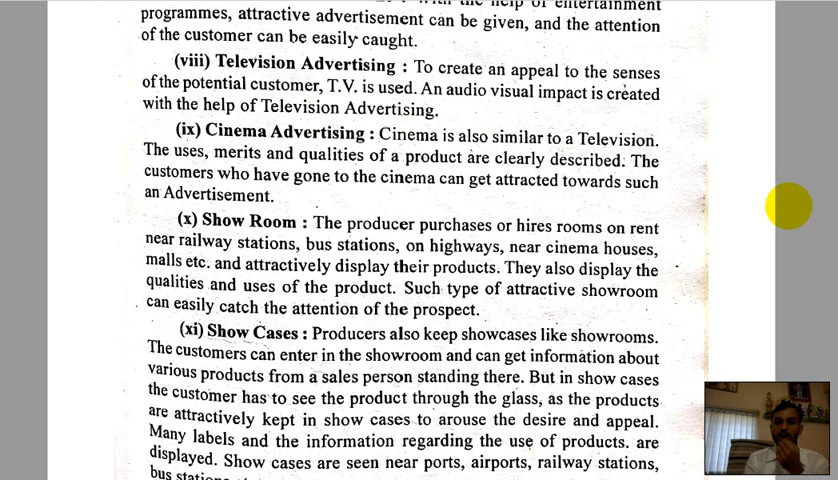 the help of entertainment
programmes, attractive advertisement can be given, and the attention
of the customer can be easily caught.
(viii) Television Advertising : To create an appeal to the senses
of the potential customer, T.V. is used. An audio visual impact is created
with the help of Television Advertising.
(ix) Cinema Advertising : Cinema is also similar to a Television.
The uses, merits and qualities of a product are clearly described. The
customers who have gone to the cinema can get attracted towards such
an Advertisement.
(x) Show Room : The producer purchases or hires rooms on rent
near railway stations, bus stations, on highways, near cinema houses,
malls etc. and attractively display their products. They also display the
qualities and uses of the product. Such type of attractive showroom
can easily catch the attention of the prospect.
(xi) Show Cases : Producers also keep showcases like showrooms.
The customers can enter in the showroom and can get information about
various products from a sales person standing there. But in show cases
the customer has to see the product through the glass, as the products
are attractively kept in show cases to arouse the desire and appeal.
Many labels and the information regarding the use of products. are
displayed. Show cases are seen near ports, airports, railway stations,
bus